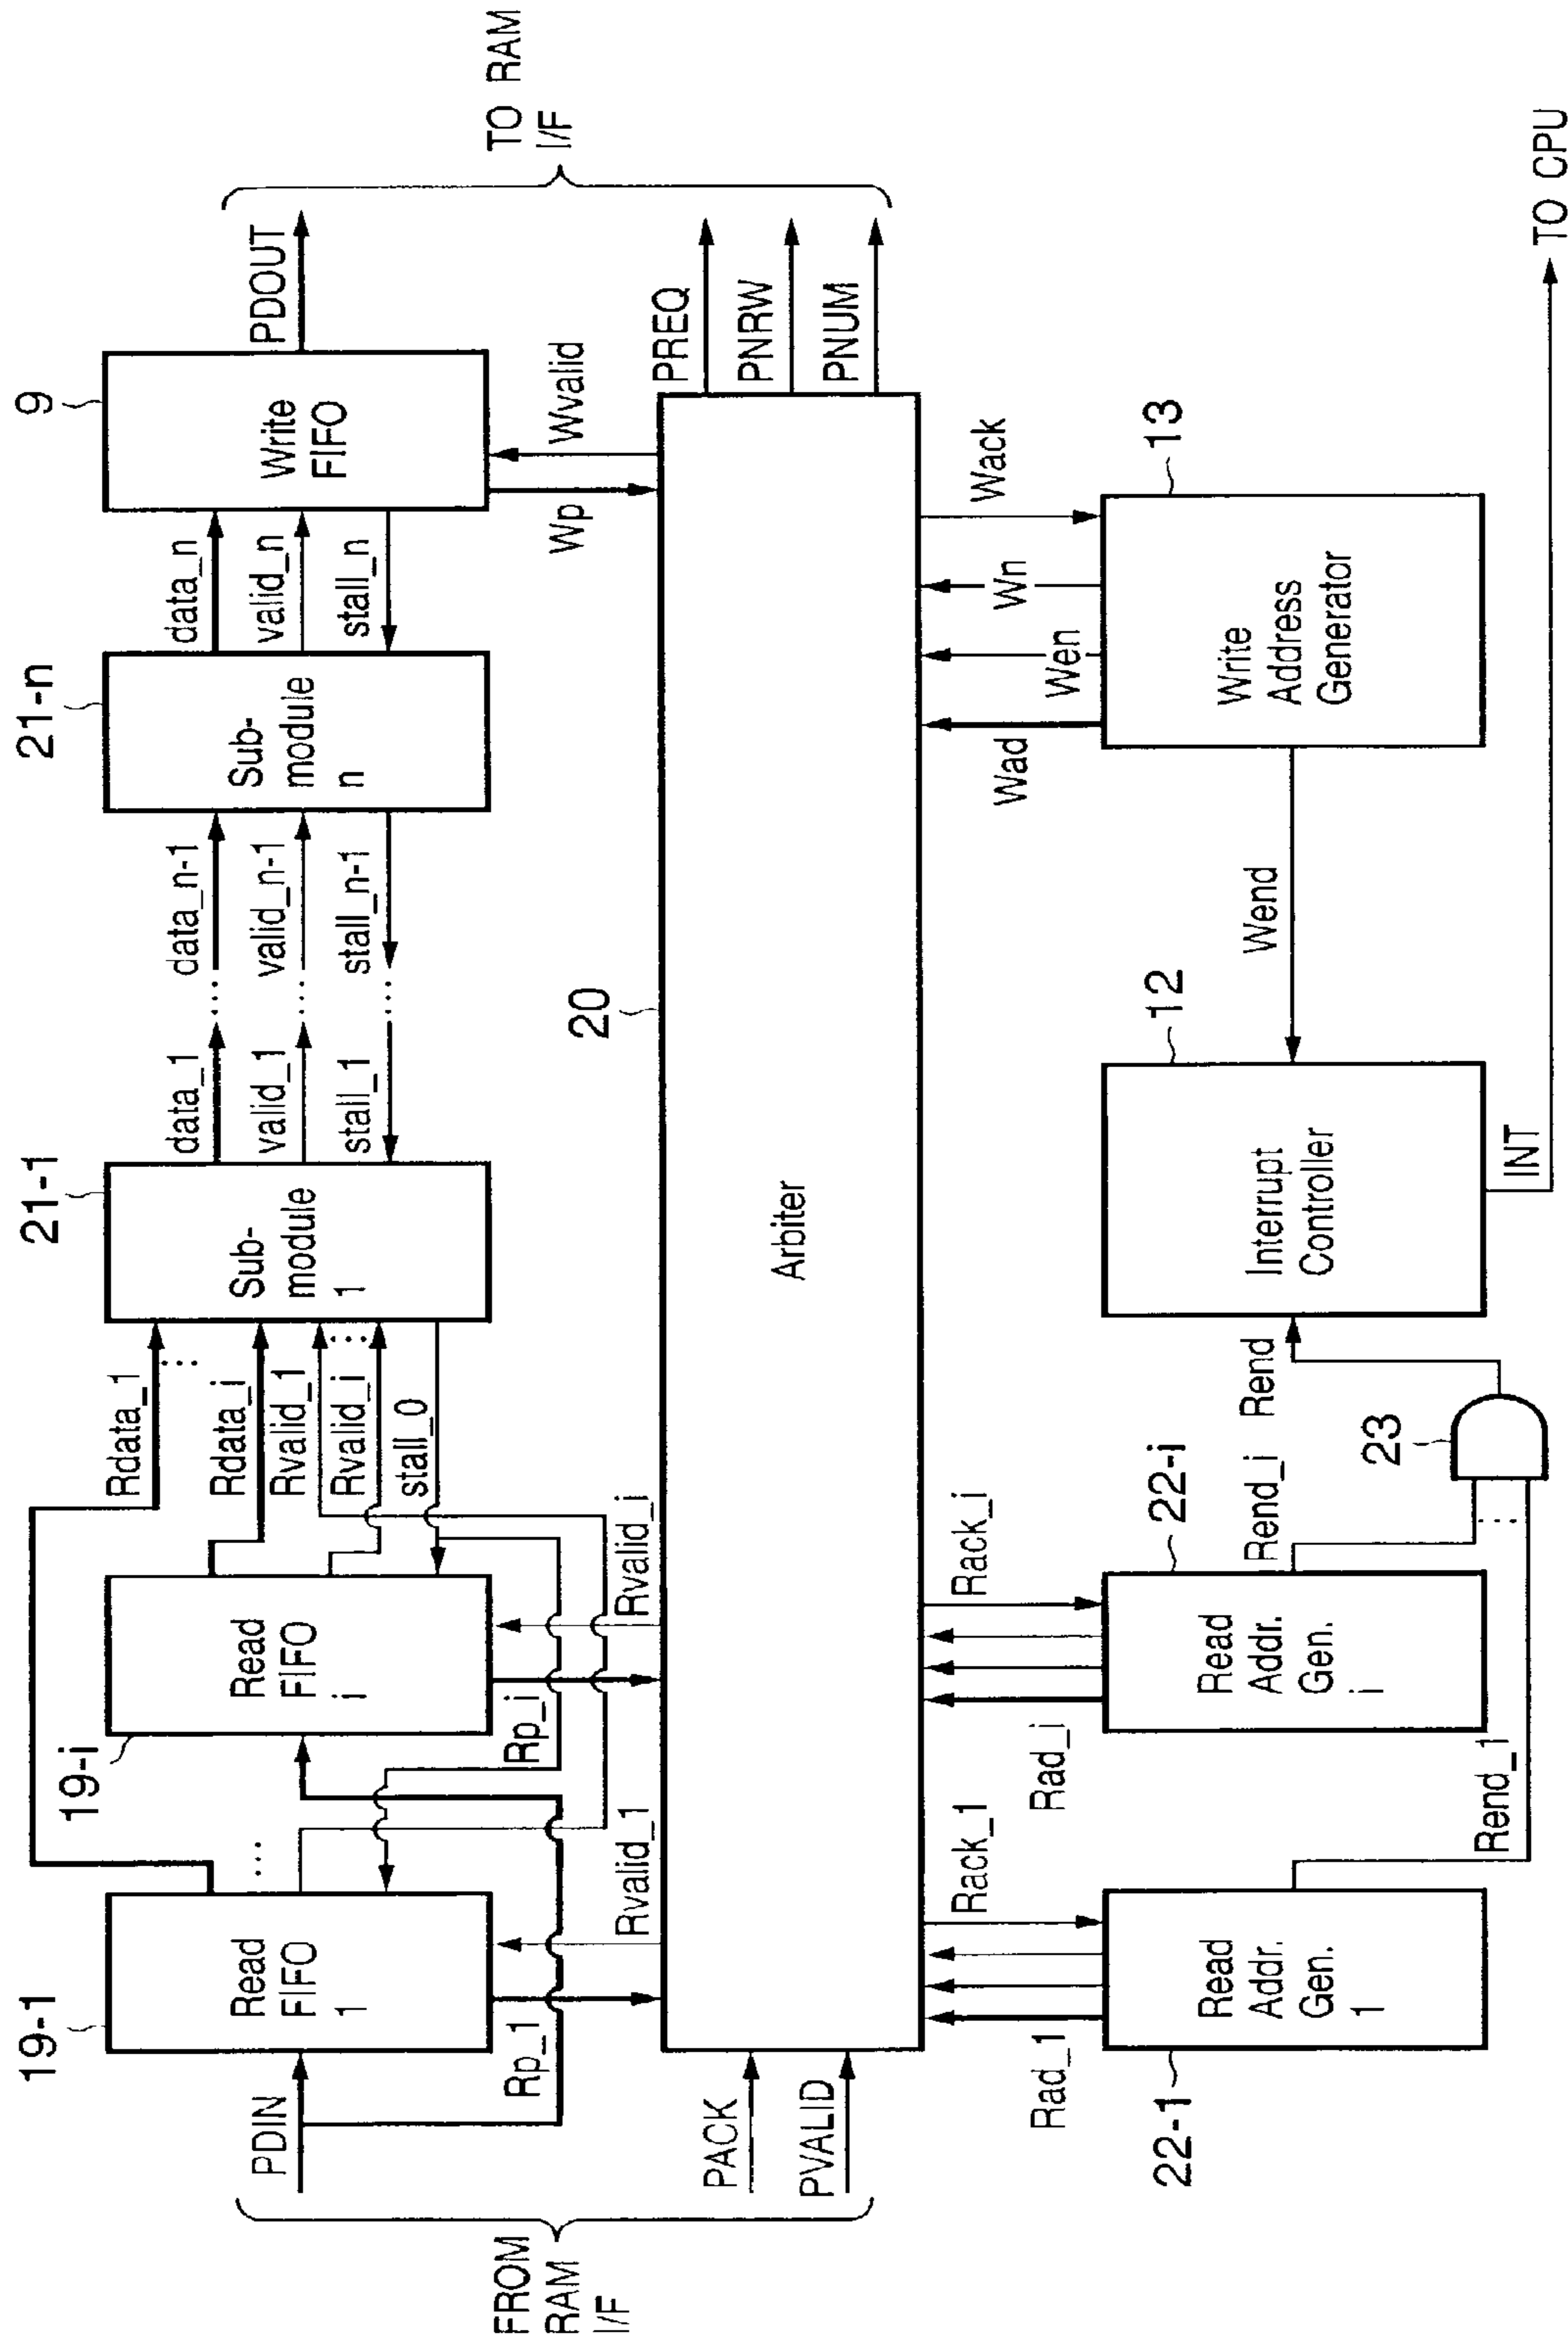 FROM
RAM
I/F
PDIN
PACK
PVALID
19-1
Read
FIFO
1
...
19-i
Read
FIFO
i
Rdata_1
...
Rdata_i
Rvalid_1
...
Rvalid_i
stall_0
21-1
Sub-
module
1
data_1
valid_1
stall_1
...
...
...
data_n-1
valid_n-1
stall_n-1
21-n
Sub-
module
n
data_n
valid_n
stall_n
9
Write
FIFO
PDOUT
TO RAM
I/F
Rp_1
Rvalid_1
Rp_i
Rvalid_i
Wp
Wvalid
20
Arbiter
PREQ
PNRW
PNUM
Rad_1
Rack_1
Rad_i
Rack_i
Wad
Wen
Wn
Wack
22-1
Read
Addr.
Gen.
1
22-i
Read
Addr.
Gen.
i
Rend_1
Rend_i
...
23
Rend
12
Interrupt
Controller
Wend
13
Write
Address
Generator
INT
TO CPU